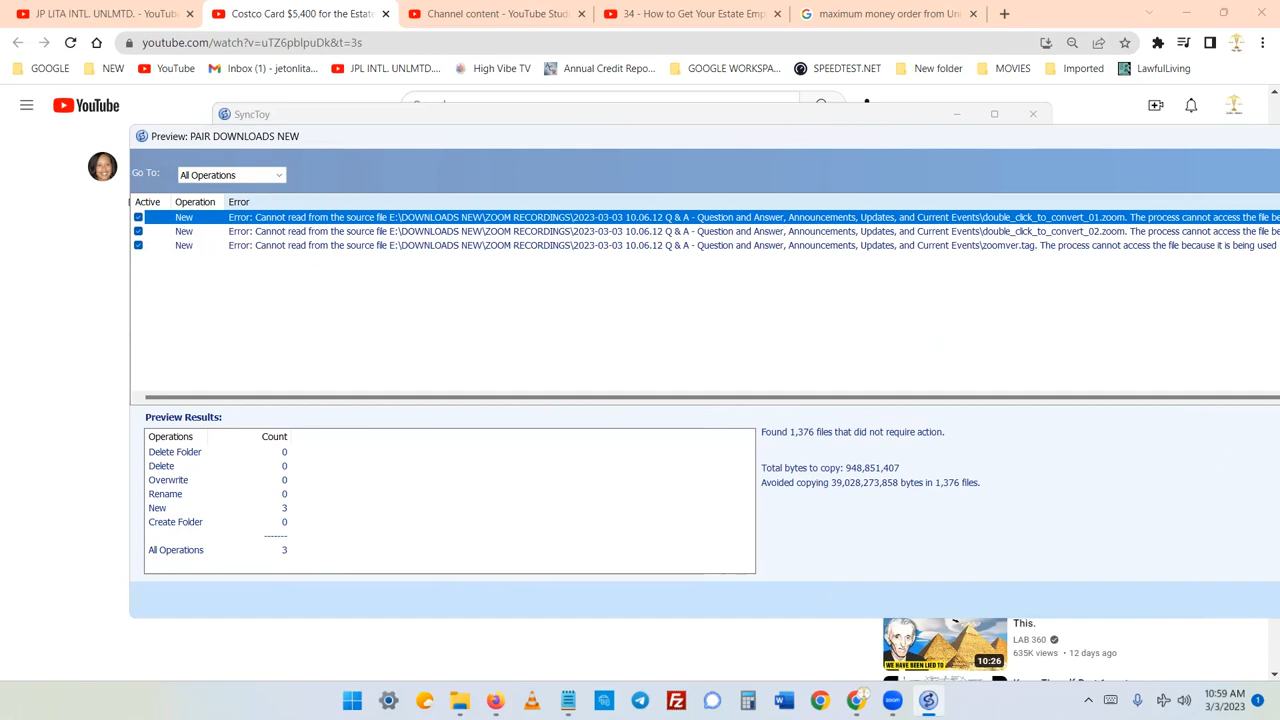 JP LITA INTL. UNLMTD. - YouTube
Costco Card $5,400 for the Estate
Channel content - YouTube Stud
34 - How to Get Your Estate Emp
maximum money order from Uni
youtube.com/watch?v=uTZ6pblpuDk&t=3s
GOOGLE
NEW
YouTube
Inbox (1) - jetonlita...
JPL INTL. UNLMTD...
High Vibe TV
Annual Credit Repo...
GOOGLE WORKSPA...
SPEEDTEST.NET
New folder
MOVIES
Imported
LawfulLiving
YouTube
SyncToy
Preview: PAIR DOWNLOADS NEW
Go To:
All Operations
Active Operation Error
New Error: Cannot read from the source file E:\DOWNLOADS NEW\ZOOM RECORDINGS\2023-03-03 10.06.12 Q & A - Question and Answer, Announcements, Updates, and Current Events\double_click_to_convert_01.zoom. The process cannot access the file be
New Error: Cannot read from the source file E:\DOWNLOADS NEW\ZOOM RECORDINGS\2023-03-03 10.06.12 Q & A - Question and Answer, Announcements, Updates, and Current Events\double_click_to_convert_02.zoom. The process cannot access the file be
New Error: Cannot read from the source file E:\DOWNLOADS NEW\ZOOM RECORDINGS\2023-03-03 10.06.12 Q & A - Question and Answer, Announcements, Updates, and Current Events\zoomver.tag. The process cannot access the file because it is being used
Preview Results:
Operations Count
Delete Folder 0
Delete 0
Overwrite 0
Rename 0
New 3
Create Folder 0
-------
All Operations 3
Found 1,376 files that did not require action.
Total bytes to copy: 948,851,407
Avoided copying 39,028,273,858 bytes in 1,376 files.
This.
LAB 360
635K views • 12 days ago
WE HAVE BEEN LIED TO
10:26
10:59 AM
3/3/2023
1